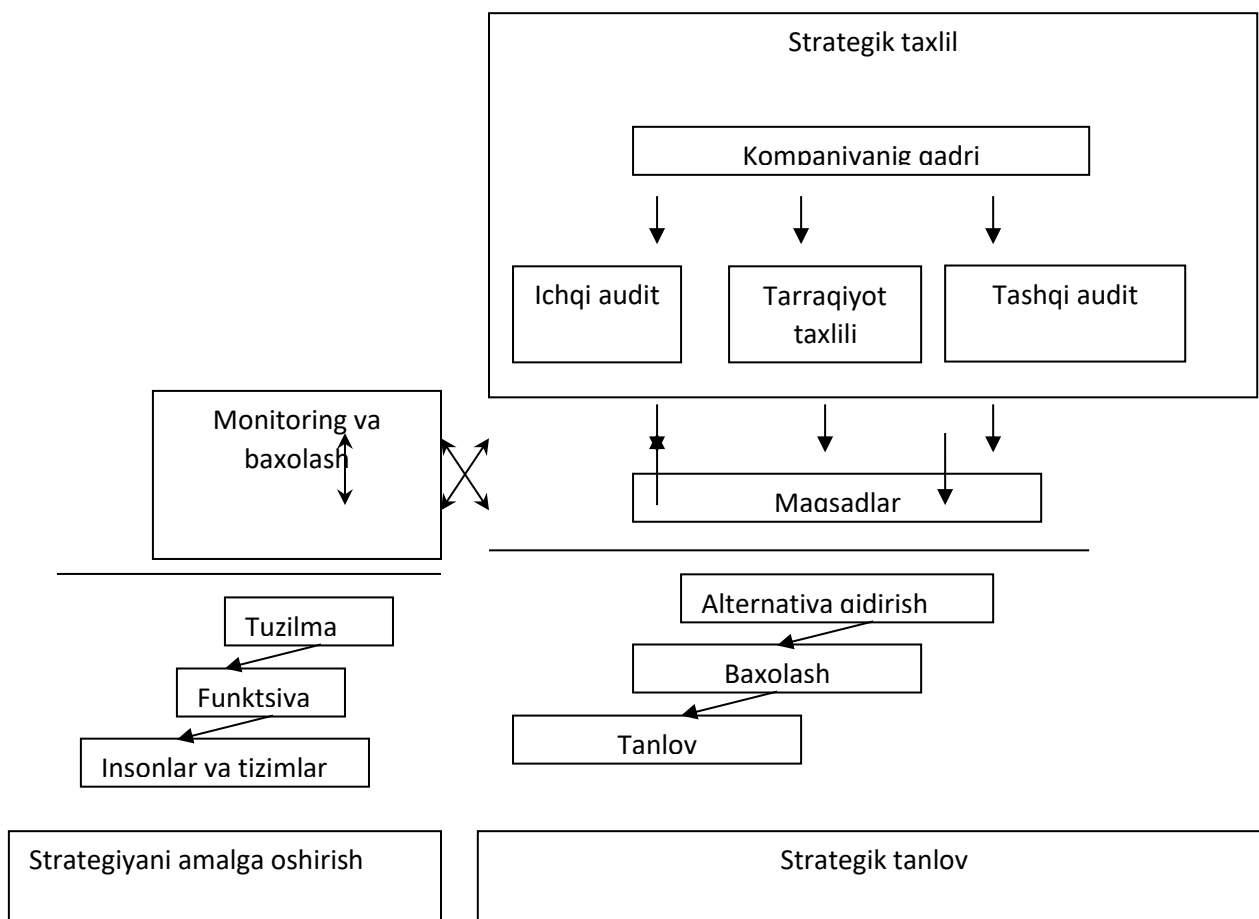 Strategik taxlil
Kompaniyanig qadri
Ichqi audit
Tarraqiyot
taxlili
Tashqi audit
Monitoring va
baxolash
Maqsadlar
Alternativa qidirish
Tuzilma
Baxolash
Funktsiya
Tanlov
Insonlar va tizimlar
Strategiyani amalga oshirish
Strategik tanlov